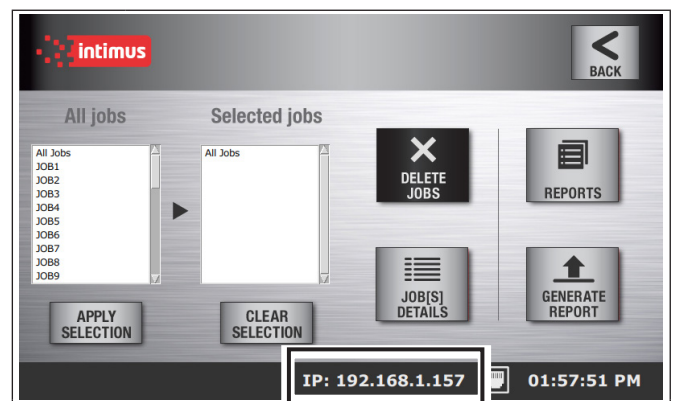 intimus
BACK
All jobs
Selected jobs
All Jobs
JOB1
JOB2
JOB3
JOB4
JOB5
JOB6
JOB7
JOB8
JOB9
All Jobs
DELETE
JOBS
REPORTS
APPLY
SELECTION
CLEAR
SELECTION
JOB[S]
DETAILS
GENERATE
REPORT
IP: 192.168.1.157
01:57:51 PM